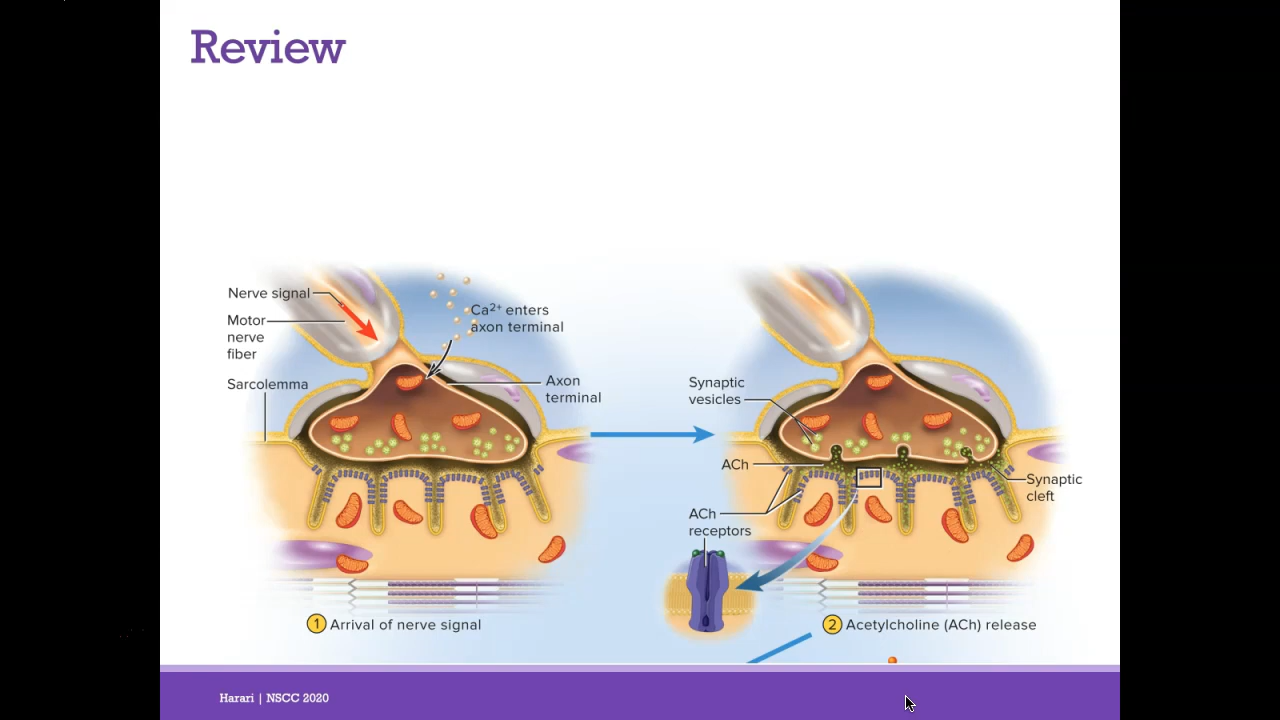 Review
Nerve signal
Motor
nerve
fiber
Sarcolemma
Ca²⁺ enters
axon terminal
Axon
terminal
1 Arrival of nerve signal
Synaptic
vesicles
ACh
ACh
receptors
Synaptic
cleft
2 Acetylcholine (ACh) release
Harari | NSCC 2020